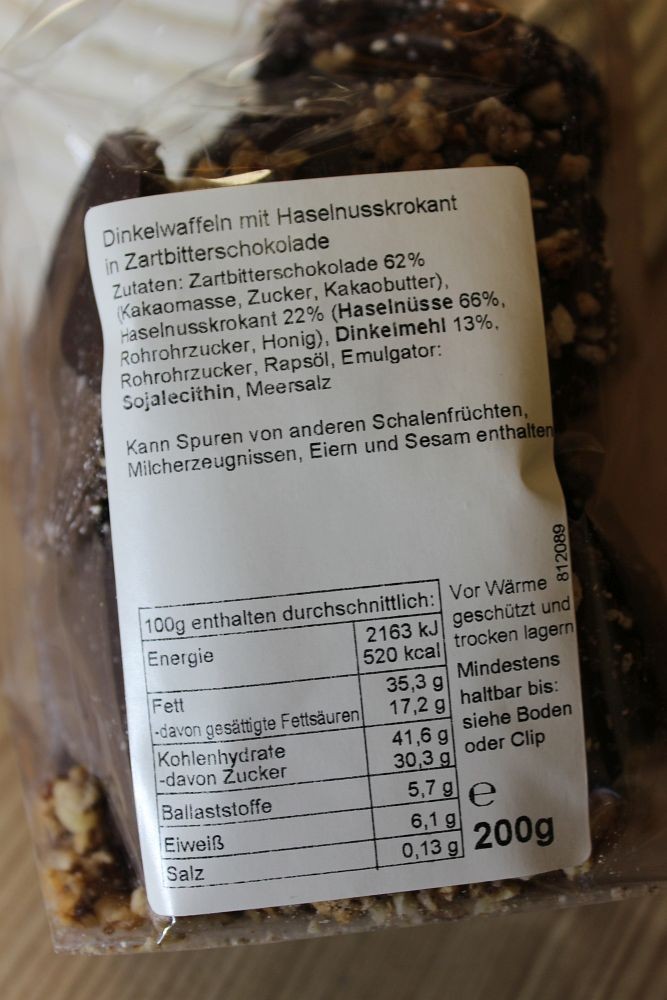 Dinkelwaffeln mit Haselnusskrokant
in Zartbitterschokolade
Zutaten: Zartbitterschokolade 62%
(Kakaomasse, Zucker, Kakaobutter),
Haselnusskrokant 22% (Haselnüsse 66%,
Rohrohrzucker, Honig), Dinkelmehl 13%,
Rohrohrzucker, Rapsöl, Emulgator:
Sojalecithin, Meersalz
Kann Spuren von anderen Schalenfrüchten,
Milcherzeugnissen, Eiern und Sesam enthalten
812089
100g enthalten durchschnittlich:
Energie 2163 kJ
520 kcal
Fett 35,3 g
-davon gesättigte Fettsäuren 17,2 g
Kohlenhydrate 41,6 g
-davon Zucker 30,3 g
Ballaststoffe 5,7 g
Eiweiß 6,1 g
Salz 0,13 g
Vor Wärme
geschützt und
trocken lagern
Mindestens
haltbar bis:
siehe Boden
oder Clip
e
200g